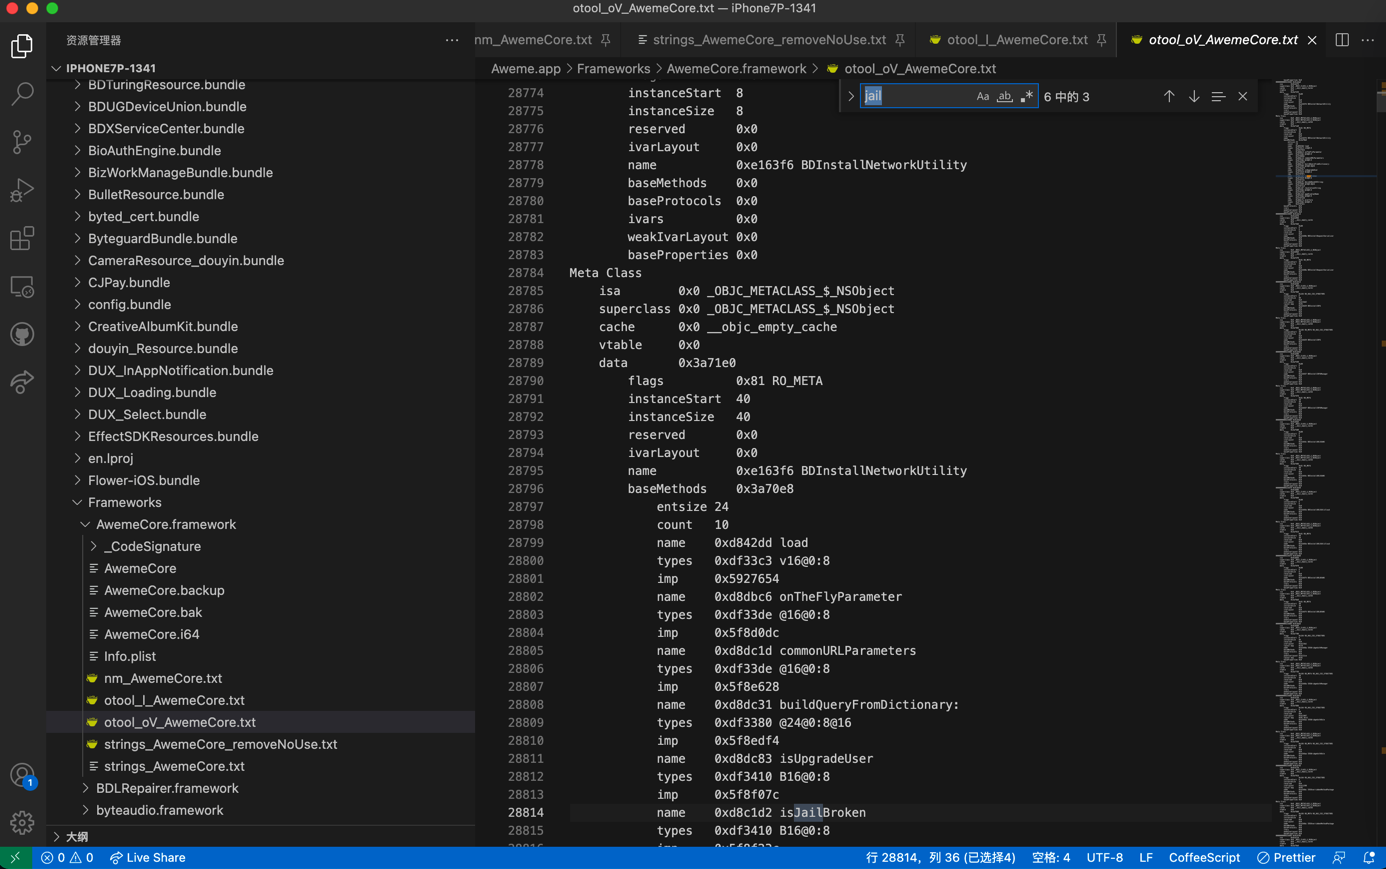 otool_oV_AwemeCore.txt — iPhone7P-1341
资源管理器
nm_AwemeCore.txt
strings_AwemeCore_removeNoUse.txt
otool_l_AwemeCore.txt
otool_oV_AwemeCore.txt
IPHONE7P-1341
BDTuringResource.bundle
BDUGDeviceUnion.bundle
BDXServiceCenter.bundle
BioAuthEngine.bundle
BizWorkManageBundle.bundle
BulletResource.bundle
byted_cert.bundle
ByteguardBundle.bundle
CameraResource_douyin.bundle
CJPay.bundle
config.bundle
CreativeAlbumKit.bundle
douyin_Resource.bundle
DUX_InAppNotification.bundle
DUX_Loading.bundle
DUX_Select.bundle
EffectSDKResources.bundle
en.lproj
Flower-iOS.bundle
Frameworks
AwemeCore.framework
_CodeSignature
AwemeCore
AwemeCore.backup
AwemeCore.bak
AwemeCore.i64
Info.plist
nm_AwemeCore.txt
otool_l_AwemeCore.txt
otool_oV_AwemeCore.txt
strings_AwemeCore_removeNoUse.txt
strings_AwemeCore.txt
BDLRepairer.framework
byteaudio.framework
大纲
Aweme.app > Frameworks > AwemeCore.framework > otool_oV_AwemeCore.txt
jail Aa ab .* 6 中的 3
28774 instanceStart 8
28775 instanceSize 8
28776 reserved 0x0
28777 ivarLayout 0x0
28778 name 0xe163f6 BDInstallNetworkUtility
28779 baseMethods 0x0
28780 baseProtocols 0x0
28781 ivars 0x0
28782 weakIvarLayout 0x0
28783 baseProperties 0x0
28784 Meta Class
28785 isa 0x0 _OBJC_METACLASS_$_NSObject
28786 superclass 0x0 _OBJC_METACLASS_$_NSObject
28787 cache 0x0 __objc_empty_cache
28788 vtable 0x0
28789 data 0x3a71e0
28790 flags 0x81 RO_META
28791 instanceStart 40
28792 instanceSize 40
28793 reserved 0x0
28794 ivarLayout 0x0
28795 name 0xe163f6 BDInstallNetworkUtility
28796 baseMethods 0x3a70e8
28797 entsize 24
28798 count 10
28799 name 0xd842dd load
28800 types 0xdf33c3 v16@0:8
28801 imp 0x5927654
28802 name 0xd8dbc6 onTheFlyParameter
28803 types 0xdf33de @16@0:8
28804 imp 0x5f8d0dc
28805 name 0xd8dc1d commonURLParameters
28806 types 0xdf33de @16@0:8
28807 imp 0x5f8e628
28808 name 0xd8dc31 buildQueryFromDictionary:
28809 types 0xdf3380 @24@0:8@16
28810 imp 0x5f8edf4
28811 name 0xd8dc83 isUpgradeUser
28812 types 0xdf3410 B16@0:8
28813 imp 0x5f8f07c
28814 name 0xd8c1d2 isJailBroken
28815 types 0xdf3410 B16@0:8
1
0 0 Live Share
行 28814，列 36 (已选择4) 空格: 4 UTF-8 LF CoffeeScript Prettier